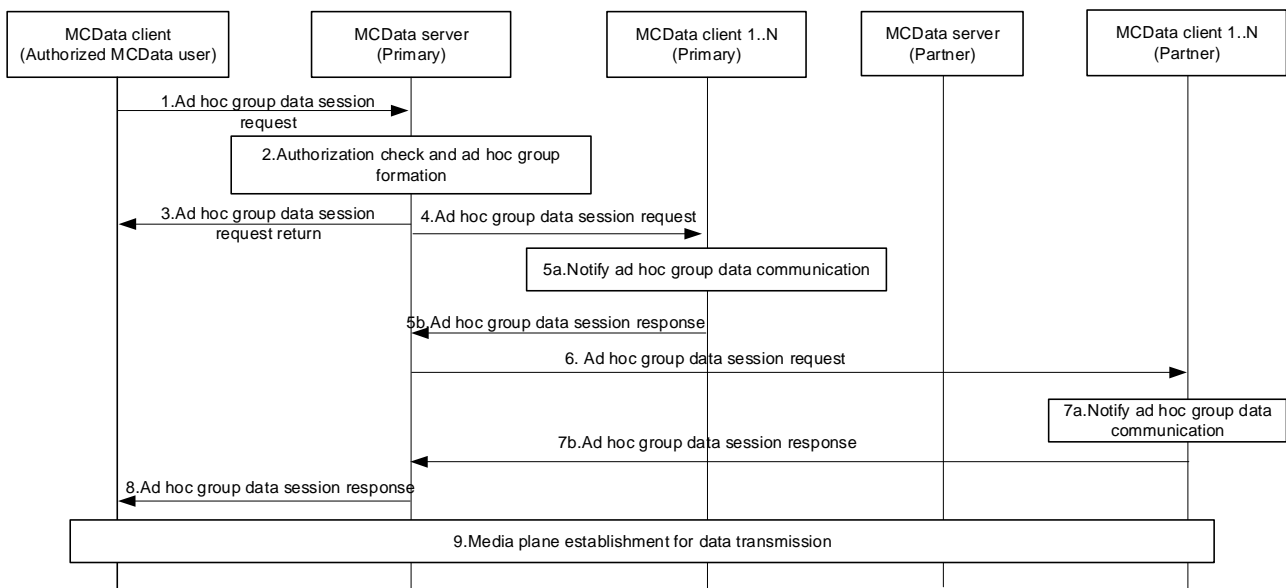 MCData client
(Authorized MCData user)
MCData server
(Primary)
MCData client 1..N
(Primary)
MCData server
(Partner)
MCData client 1..N
(Partner)
1.Ad hoc group data session
request
2.Authorization check and ad hoc group
formation
3.Ad hoc group data session
request return
4.Ad hoc group data session request
5a.Notify ad hoc group data communication
5b.Ad hoc group data session response
6. Ad hoc group data session request
7a.Notify ad hoc group data
communication
7b.Ad hoc group data session response
8.Ad hoc group data session response
9.Media plane establishment for data transmission